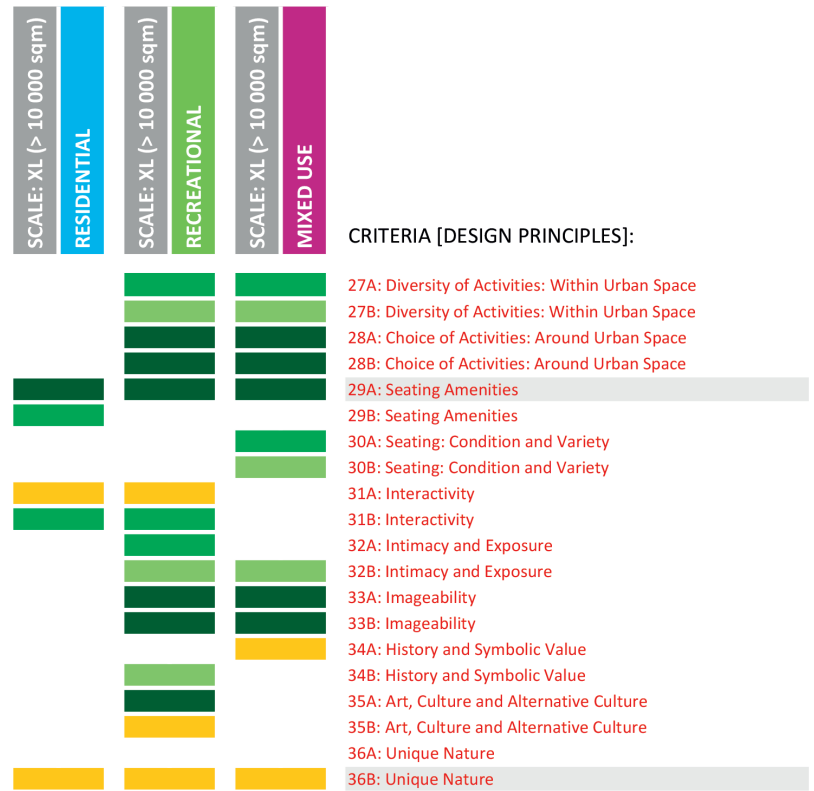 SCALE: XL (> 10 000 sqm)
RESIDENTIAL
SCALE: XL (> 10 000 sqm)
RECREATIONAL
SCALE: XL (> 10 000 sqm)
MIXED USE
CRITERIA [DESIGN PRINCIPLES]:
27A: Diversity of Activities: Within Urban Space
27B: Diversity of Activities: Within Urban Space
28A: Choice of Activities: Around Urban Space
28B: Choice of Activities: Around Urban Space
29A: Seating Amenities
29B: Seating Amenities
30A: Seating: Condition and Variety
30B: Seating: Condition and Variety
31A: Interactivity
31B: Interactivity
32A: Intimacy and Exposure
32B: Intimacy and Exposure
33A: Imageability
33B: Imageability
34A: History and Symbolic Value
34B: History and Symbolic Value
35A: Art, Culture and Alternative Culture
35B: Art, Culture and Alternative Culture
36A: Unique Nature
36B: Unique Nature